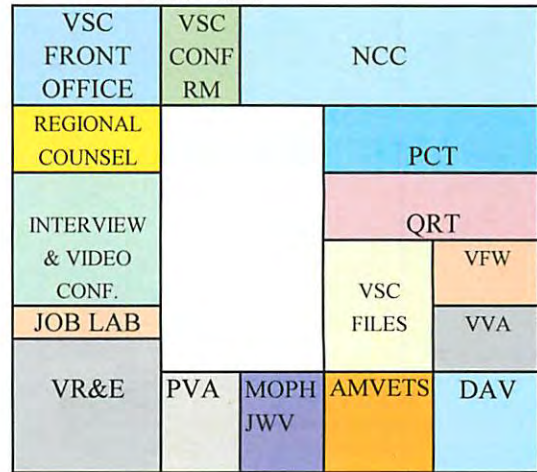 VSC
FRONT
OFFICE
VSC
CONF
RM
NCC
REGIONAL
COUNSEL
PCT
INTERVIEW
& VIDEO
CONF.
QRT
VSC
FILES
VFW
JOB LAB
VVA
VR&E
PVA
MOPH
JWV
AMVETS
DAV